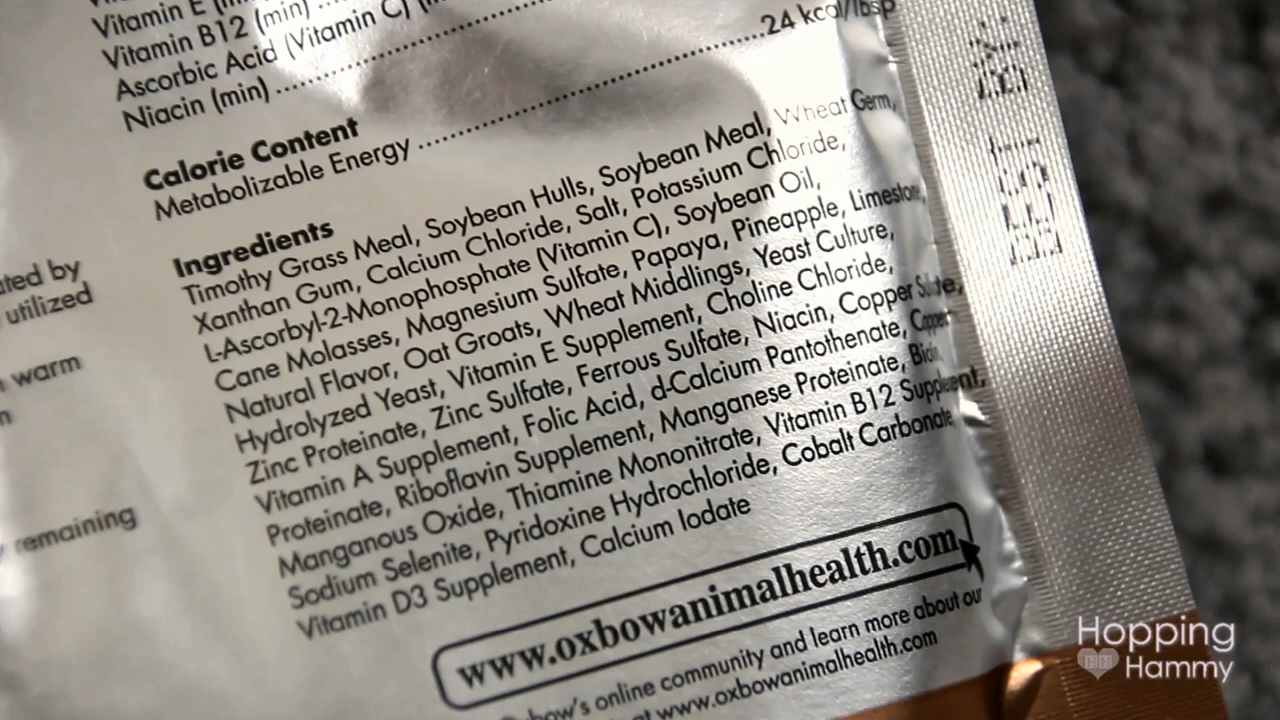 Vitamin E
Vitamin B12 (min)
Ascorbic Acid (Vitamin C)
Niacin (min)
Calorie Content
Metabolizable Energy 24 kcal/tbsp
Ingredients
Timothy Grass Meal, Soybean Hulls, Soybean Meal, Wheat Germ,
Xanthan Gum, Calcium Chloride, Salt, Potassium Chloride,
L-Ascorbyl-2-Monophosphate (Vitamin C), Soybean Oil,
Cane Molasses, Magnesium Sulfate, Papaya, Pineapple, Limestone,
Natural Flavor, Oat Groats, Wheat Middlings, Yeast Culture,
Hydrolyzed Yeast, Vitamin E Supplement, Choline Chloride,
Zinc Proteinate, Zinc Sulfate, Ferrous Sulfate, Niacin, Copper Sulfate,
Vitamin A Supplement, Folic Acid, d-Calcium Pantothenate, Copper
Proteinate, Riboflavin Supplement, Manganese Proteinate, Biotin,
Manganous Oxide, Thiamine Mononitrate, Vitamin B12 Supplement,
Sodium Selenite, Pyridoxine Hydrochloride, Cobalt Carbonate,
Vitamin D3 Supplement, Calcium Iodate
www.oxbowanimalhealth.com
online community and learn more about our
at www.oxbowanimalhealth.com
ated by
utilized
warm
remaining
BEST BY:
Hopping
HH Hammy